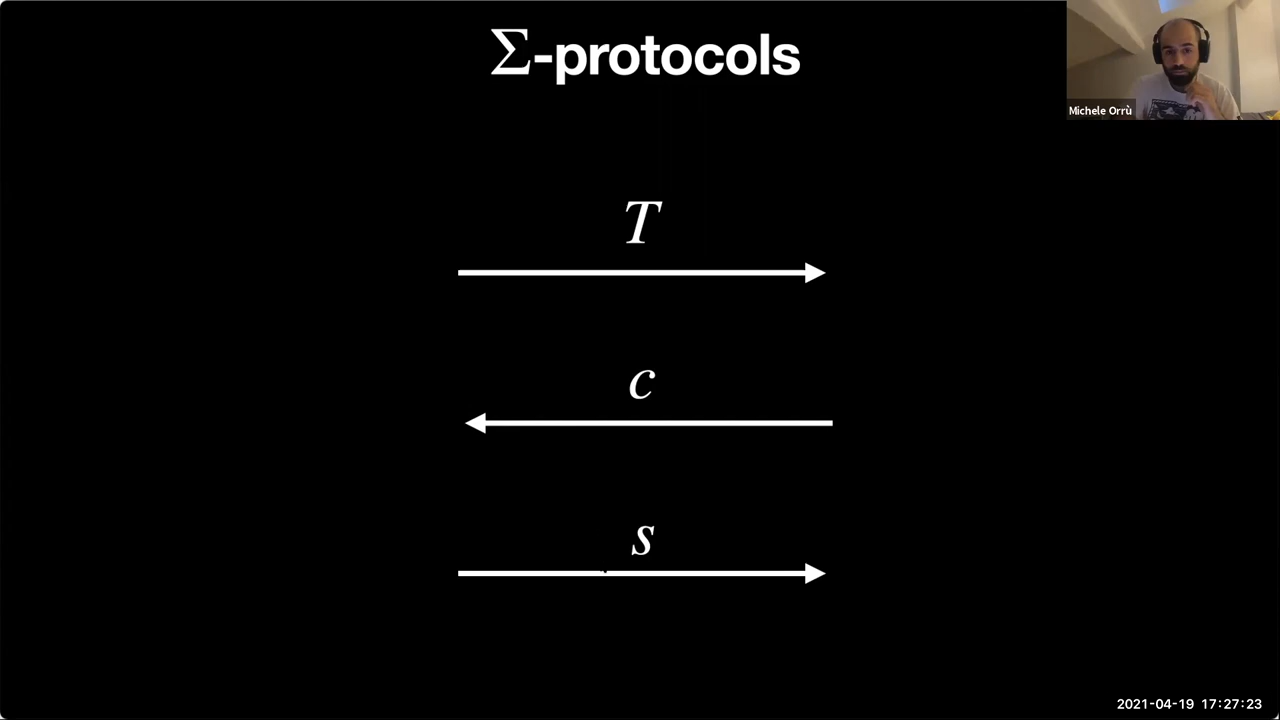 Σ-protocols
Michele Orrù
T
c
s
2021-04-19 17:27:23